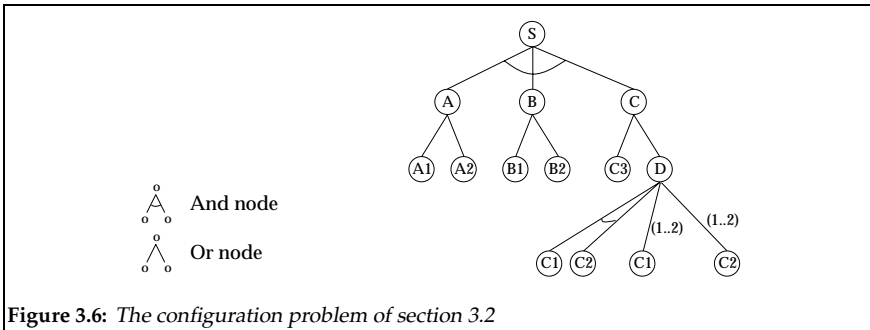 S
A B C
A1 A2 B1 B2 C3 D
o
o o And node
(1..2) (1..2)
o
o o Or node
C1 C2 C1 C2
Figure 3.6: The configuration problem of section 3.2